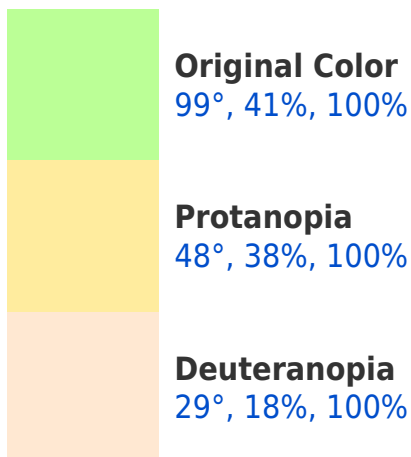 Original Color
99°, 41%, 100%
Protanopia
48°, 38%, 100%
Deuteranopia
29°, 18%, 100%